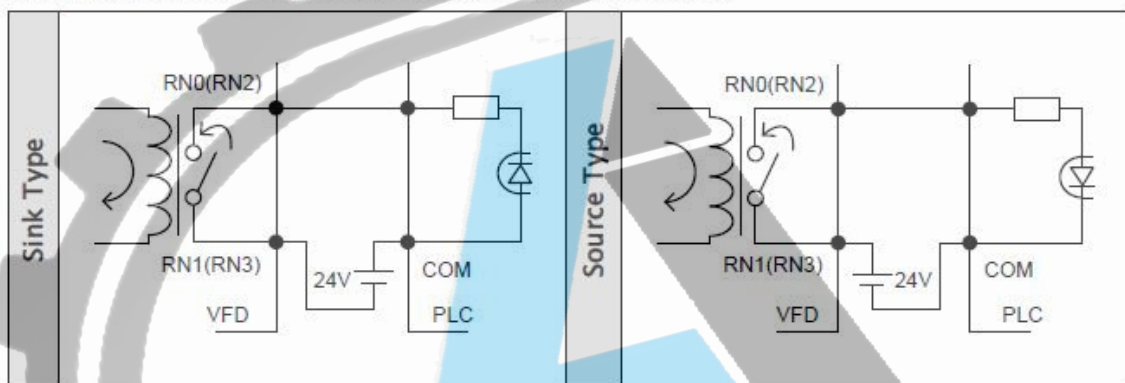 Sink Type
RN0(RN2)
RN1(RN3)
24V
COM
VFD
PLC
Source Type
RN0(RN2)
RN1(RN3)
24V
COM
VFD
PLC